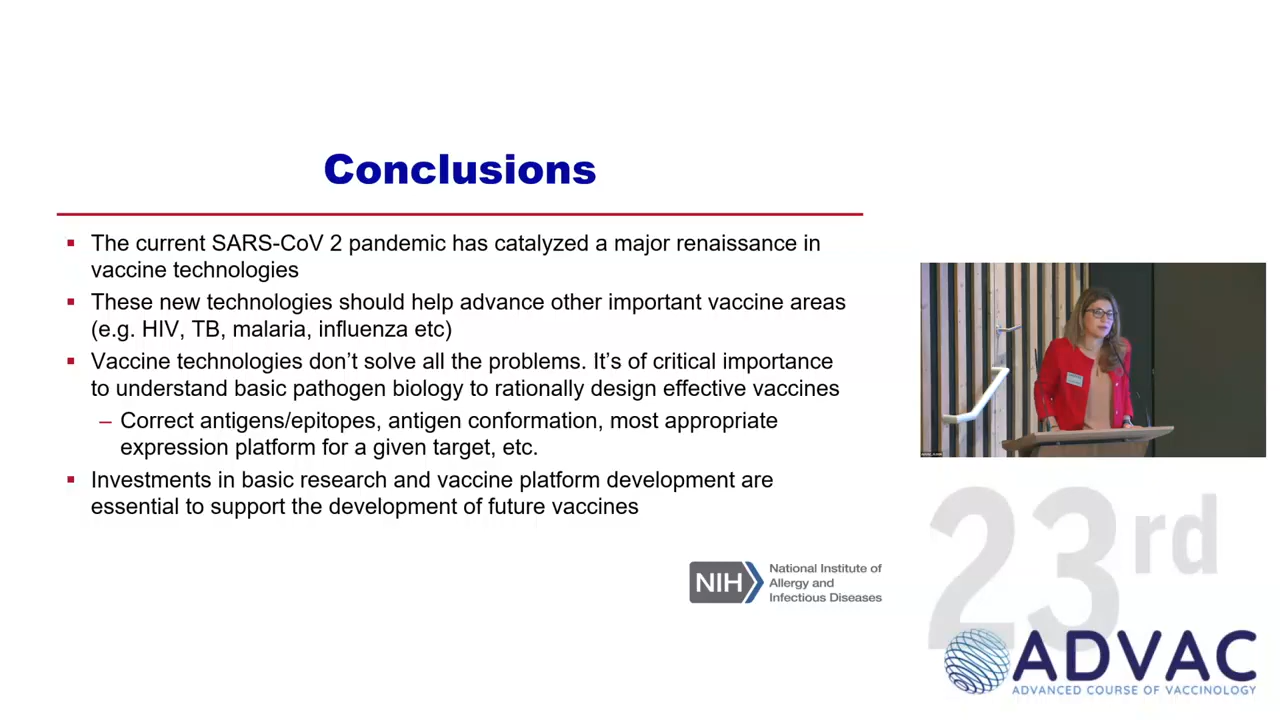 Conclusions
▪ The current SARS-CoV 2 pandemic has catalyzed a major renaissance in
vaccine technologies
▪ These new technologies should help advance other important vaccine areas
(e.g. HIV, TB, malaria, influenza etc)
▪ Vaccine technologies don’t solve all the problems. It’s of critical importance
to understand basic pathogen biology to rationally design effective vaccines
– Correct antigens/epitopes, antigen conformation, most appropriate
expression platform for a given target, etc.
▪ Investments in basic research and vaccine platform development are
essential to support the development of future vaccines
NIH
National Institute of
Allergy and
Infectious Diseases
23rd
ADVAC
ADVANCED COURSE OF VACCINOLOGY